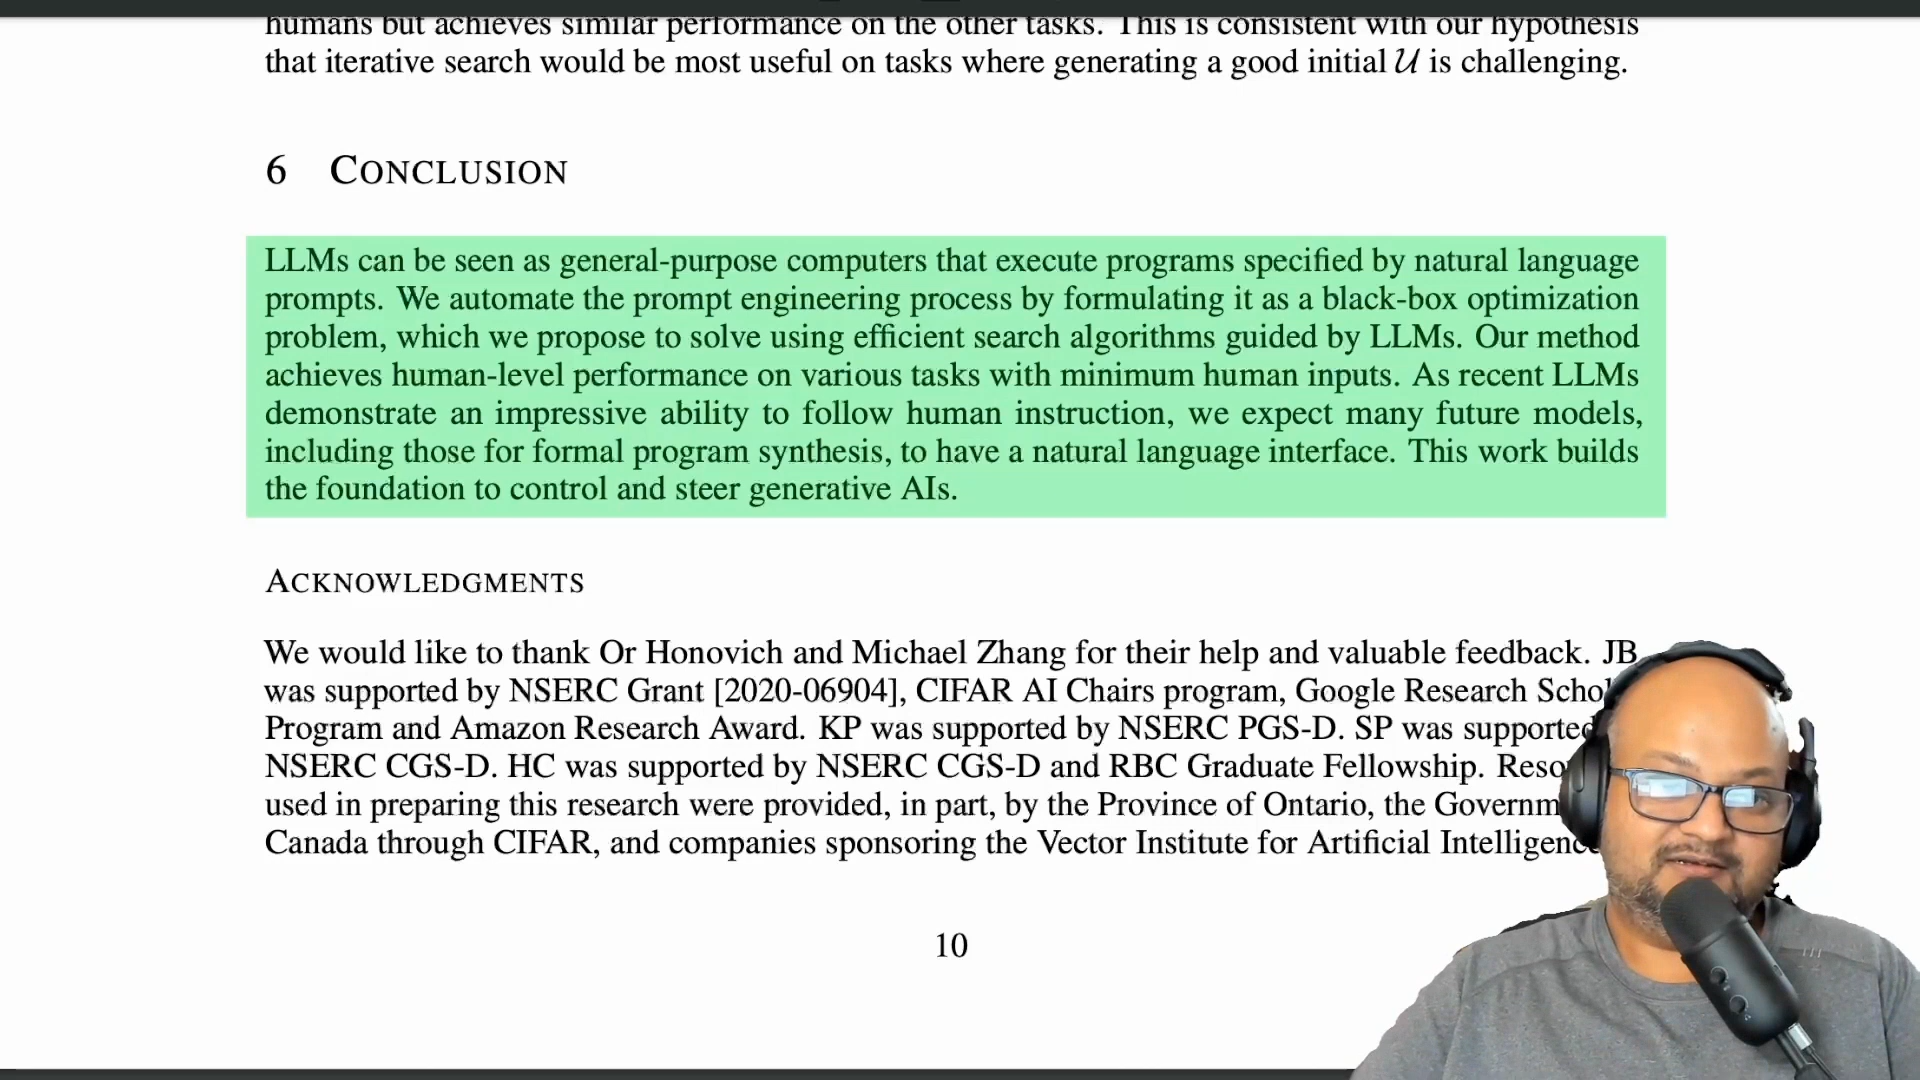 humans but achieves similar performance on the other tasks. This is consistent with our hypothesis
that iterative search would be most useful on tasks where generating a good initial 𝒰 is challenging.
6 CONCLUSION
LLMs can be seen as general-purpose computers that execute programs specified by natural language
prompts. We automate the prompt engineering process by formulating it as a black-box optimization
problem, which we propose to solve using efficient search algorithms guided by LLMs. Our method
achieves human-level performance on various tasks with minimum human inputs. As recent LLMs
demonstrate an impressive ability to follow human instruction, we expect many future models,
including those for formal program synthesis, to have a natural language interface. This work builds
the foundation to control and steer generative AIs.
ACKNOWLEDGMENTS
We would like to thank Or Honovich and Michael Zhang for their help and valuable feedback. JB
was supported by NSERC Grant [2020-06904], CIFAR AI Chairs program, Google Research
Program and Amazon Research Award. KP was supported by NSERC PGS-D. SP was supported
NSERC CGS-D. HC was supported by NSERC CGS-D and RBC Graduate Fellowship.
used in preparing this research were provided, in part, by the Province of Ontario, the
Canada through CIFAR, and companies sponsoring the Vector Institute for Artificial Intelligence
10